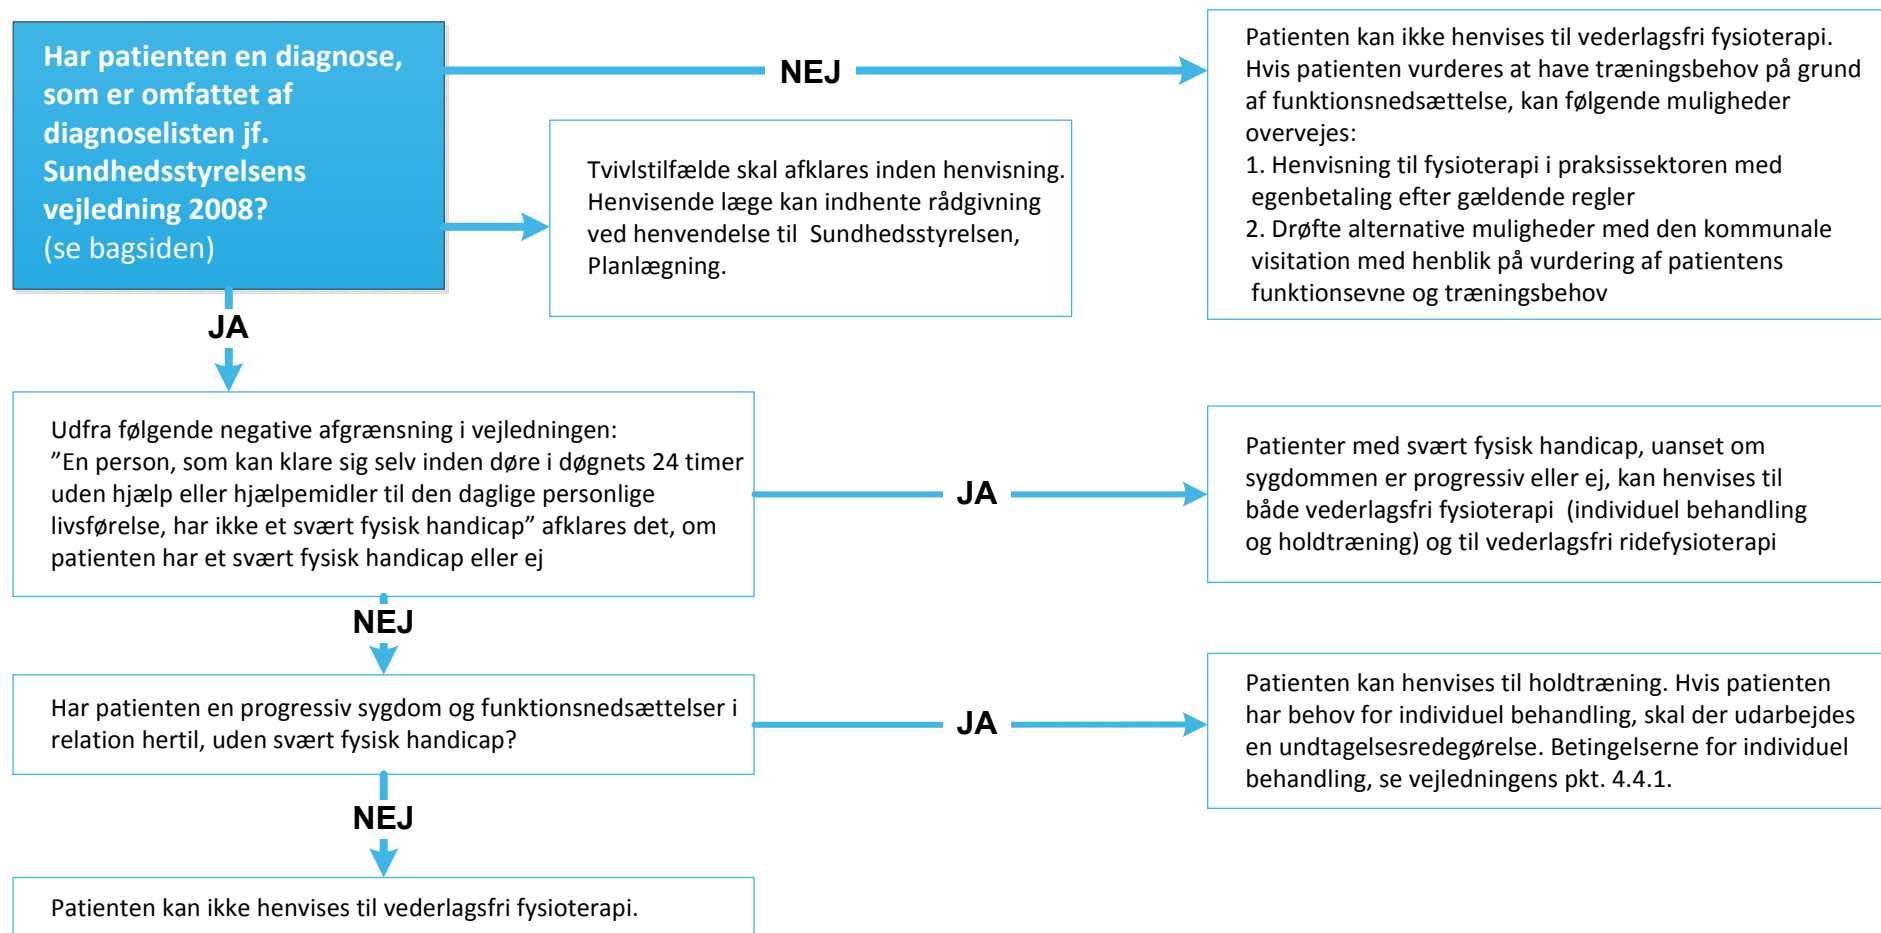 Har patienten en diagnose,
som er omfattet af
diagnoselisten jf.
Sundhedsstyrelsens
vejledning 2008?
(se bagsiden)
NEJ
Patienten kan ikke henvises til vederlagsfri fysioterapi.
Hvis patienten vurderes at have træningsbehov på grund
af funktionsnedsættelse, kan følgende muligheder
overvejes:
1. Henvisning til fysioterapi i praksissektoren med
egenbetaling efter gældende regler
2. Drøfte alternative muligheder med den kommunale
visitation med henblik på vurdering af patientens
funktionsevne og træningsbehov
Tvivlstilfælde skal afklares inden henvisning.
Henvisende læge kan indhente rådgivning
ved henvendelse til Sundhedsstyrelsen,
Planlægning.
JA
Udfra følgende negative afgrænsning i vejledningen:
”En person, som kan klare sig selv inden døre i døgnets 24 timer
uden hjælp eller hjælpemidler til den daglige personlige
livsførelse, har ikke et svært fysisk handicap” afklares det, om
patienten har et svært fysisk handicap eller ej
JA
Patienter med svært fysisk handicap, uanset om
sygdommen er progressiv eller ej, kan henvises til
både vederlagsfri fysioterapi (individuel behandling
og holdtræning) og til vederlagsfri ridefysioterapi
NEJ
Har patienten en progressiv sygdom og funktionsnedsættelser i
relation hertil, uden svært fysisk handicap?
JA
Patienten kan henvises til holdtræning. Hvis patienten
har behov for individuel behandling, skal der udarbejdes
en undtagelsesredegørelse. Betingelserne for individuel
behandling, se vejledningens pkt. 4.4.1.
NEJ
Patienten kan ikke henvises til vederlagsfri fysioterapi.